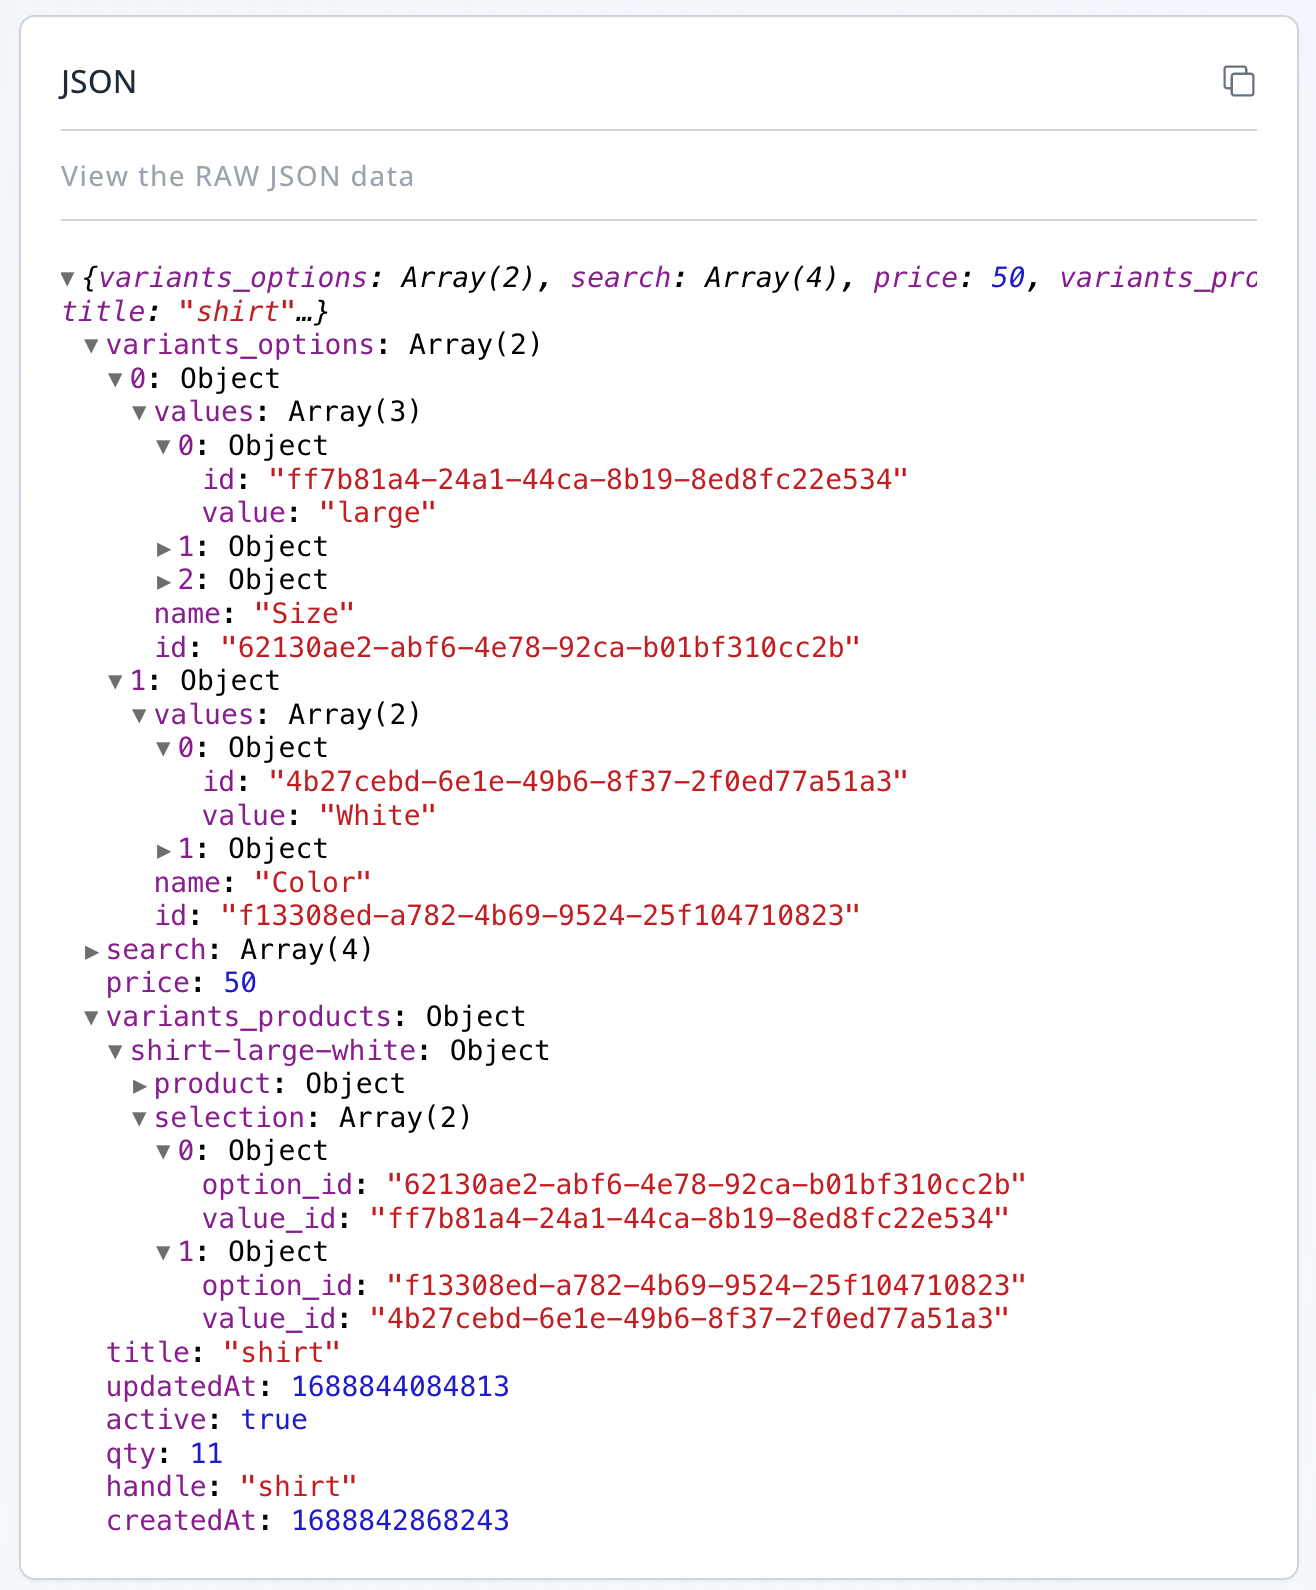 JSON
View the RAW JSON data
▼{variants_options: Array(2), search: Array(4), price: 50, variants_pro
title: "shirt"…}
▼variants_options: Array(2)
▼0: Object
▼values: Array(3)
▼0: Object
id: "ff7b81a4-24a1-44ca-8b19-8ed8fc22e534"
value: "large"
▶1: Object
▶2: Object
name: "Size"
id: "62130ae2-abf6-4e78-92ca-b01bf310cc2b"
▼1: Object
▼values: Array(2)
▼0: Object
id: "4b27cebd-6e1e-49b6-8f37-2f0ed77a51a3"
value: "White"
▶1: Object
name: "Color"
id: "f13308ed-a782-4b69-9524-25f104710823"
▶search: Array(4)
price: 50
▼variants_products: Object
▼shirt-large-white: Object
▶product: Object
▼selection: Array(2)
▼0: Object
option_id: "62130ae2-abf6-4e78-92ca-b01bf310cc2b"
value_id: "ff7b81a4-24a1-44ca-8b19-8ed8fc22e534"
▼1: Object
option_id: "f13308ed-a782-4b69-9524-25f104710823"
value_id: "4b27cebd-6e1e-49b6-8f37-2f0ed77a51a3"
title: "shirt"
updatedAt: 1688844084813
active: true
qty: 11
handle: "shirt"
createdAt: 1688842868243